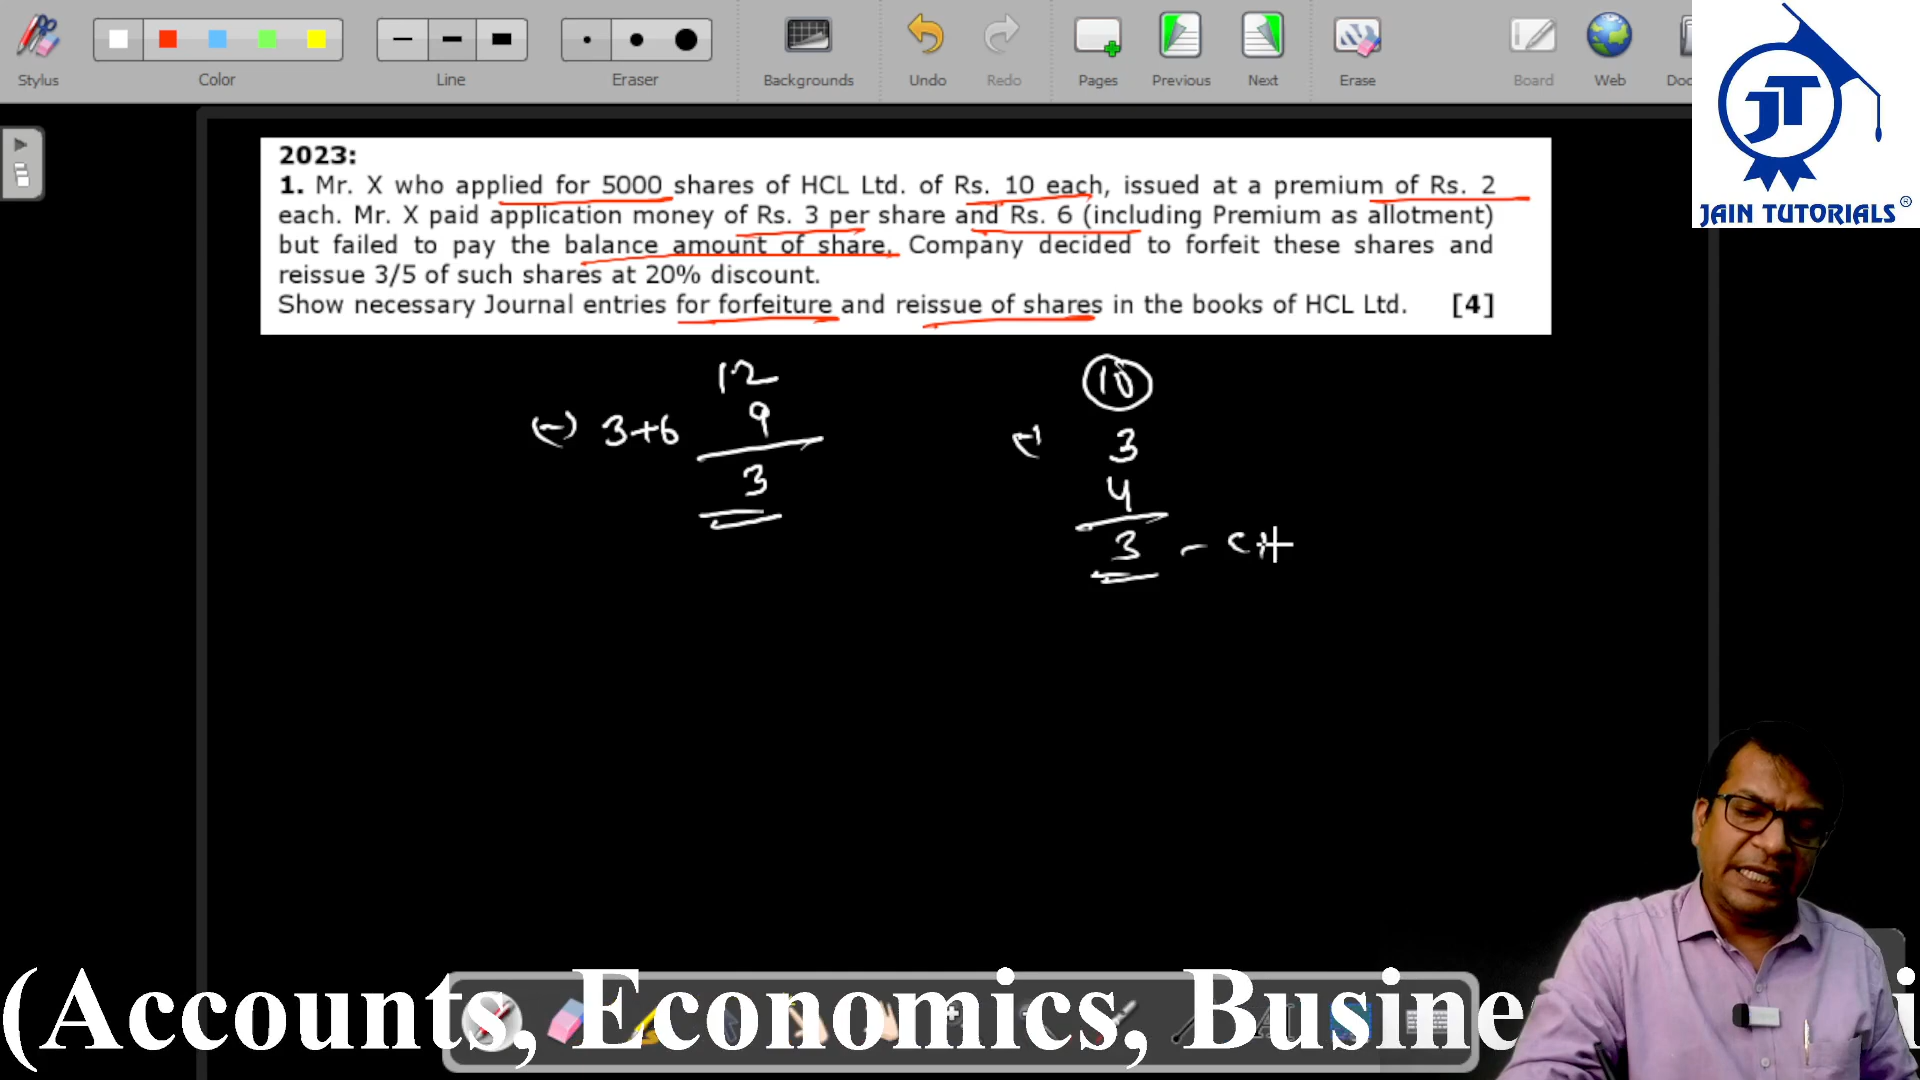 Stylus
Color
Line
Eraser
Backgrounds
Undo
Redo
Pages
Previous
Next
Erase
Board
Web
JT
JAIN TUTORIALS®
2023:
1. Mr. X who applied for 5000 shares of HCL Ltd. of Rs. 10 each, issued at a premium of Rs. 2
each. Mr. X paid application money of Rs. 3 per share and Rs. 6 (including Premium as allotment)
but failed to pay the balance amount of share. Company decided to forfeit these shares and
reissue 3/5 of such shares at 20% discount.
Show necessary Journal entries for forfeiture and reissue of shares in the books of HCL Ltd. [4]
12
(-) 3+6 9
3
10
(-) 3
4
3 -
(Accounts, Economics, Busine